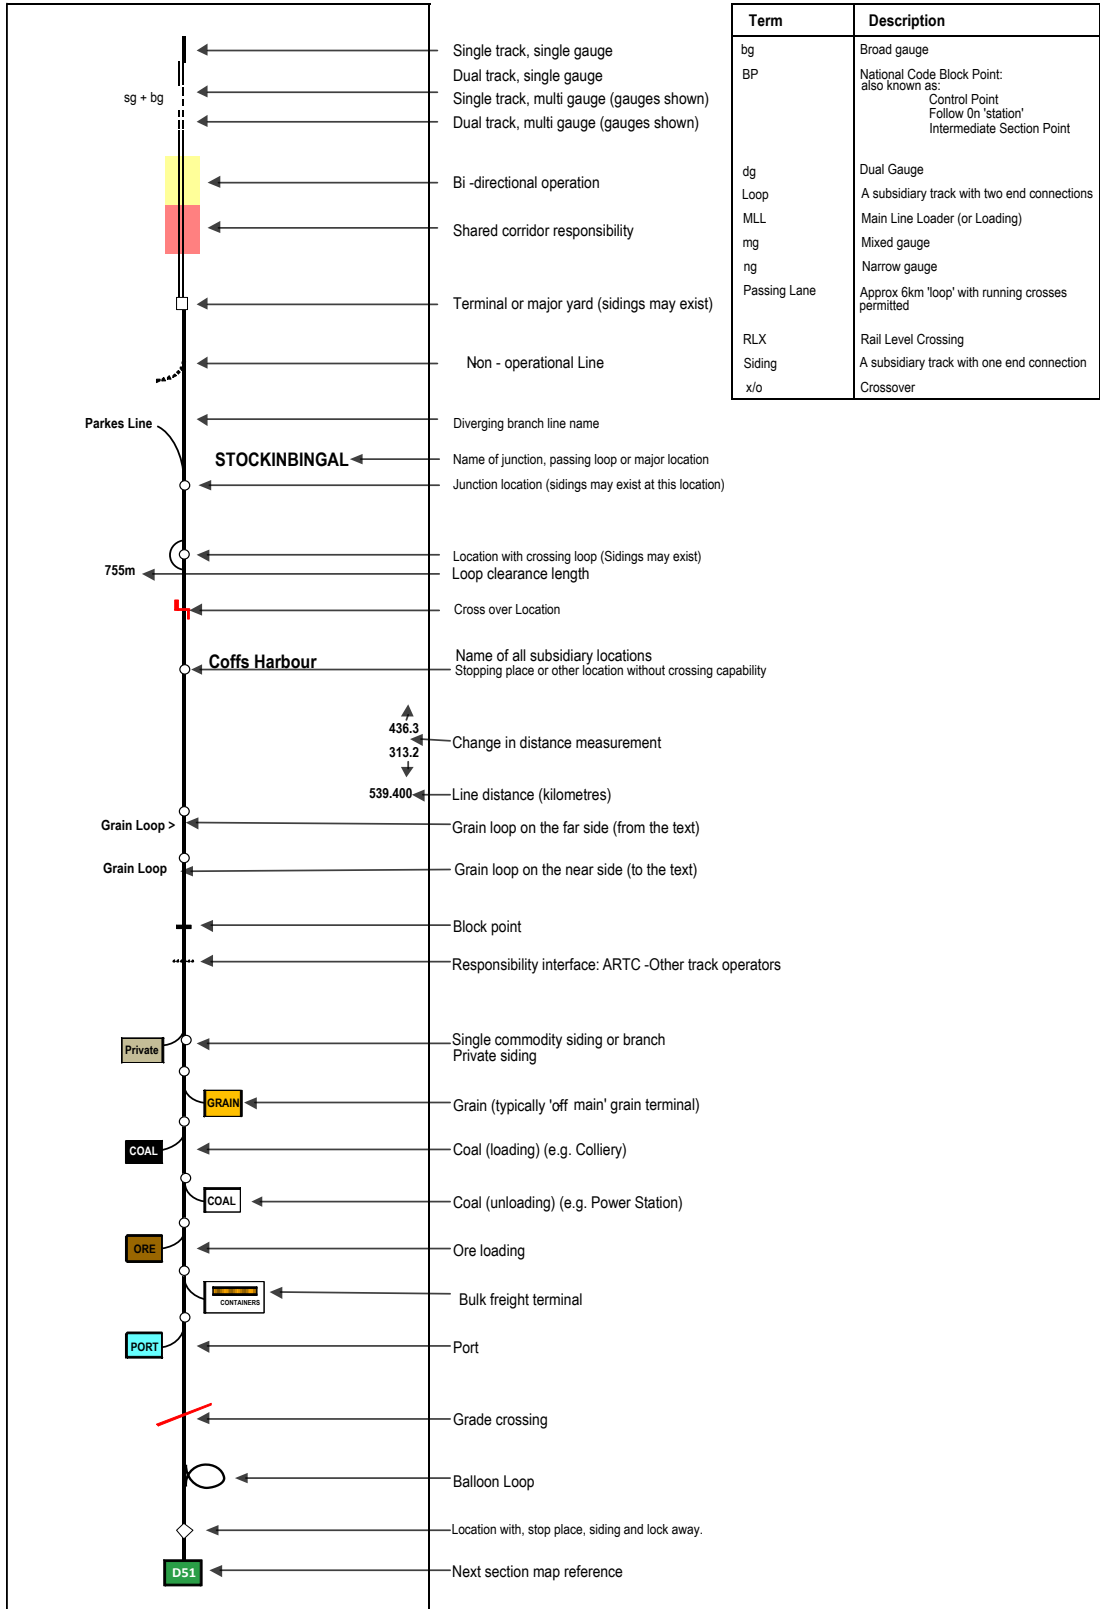 Single track, single gauge
Dual track, single gauge
sg + bg
Single track, multi gauge (gauges shown)
Dual track, multi gauge (gauges shown)
Bi -directional operation
Shared corridor responsibility
Terminal or major yard (sidings may exist)
Non - operational Line
Parkes Line
Diverging branch line name
STOCKINBINGAL
Name of junction, passing loop or major location
Junction location (sidings may exist at this location)
Location with crossing loop (Sidings may exist)
755m
Loop clearance length
Cross over Location
Coffs Harbour
Name of all subsidiary locations
Stopping place or other location without crossing capability
436.3
Change in distance measurement
313.2
539.400
Line distance (kilometres)
Grain Loop >
Grain loop on the far side (from the text)
Grain Loop
Grain loop on the near side (to the text)
Block point
Responsibility interface: ARTC -Other track operators
Private
Single commodity siding or branch
Private siding
GRAIN
Grain (typically 'off main' grain terminal)
COAL
Coal (loading) (e.g. Colliery)
COAL
Coal (unloading) (e.g. Power Station)
ORE
Ore loading
CONTAINERS
Bulk freight terminal
PORT
Port
Grade crossing
Balloon Loop
Location with, stop place, siding and lock away.
D51
Next section map reference
Term Description
bg Broad gauge
BP National Code Block Point:
also known as:
Control Point
Follow 0n 'station'
Intermediate Section Point
dg Dual Gauge
Loop A subsidiary track with two end connections
MLL Main Line Loader (or Loading)
mg Mixed gauge
ng Narrow gauge
Passing Lane Approx 6km 'loop' with running crosses
permitted
RLX Rail Level Crossing
Siding A subsidiary track with one end connection
x/o Crossover